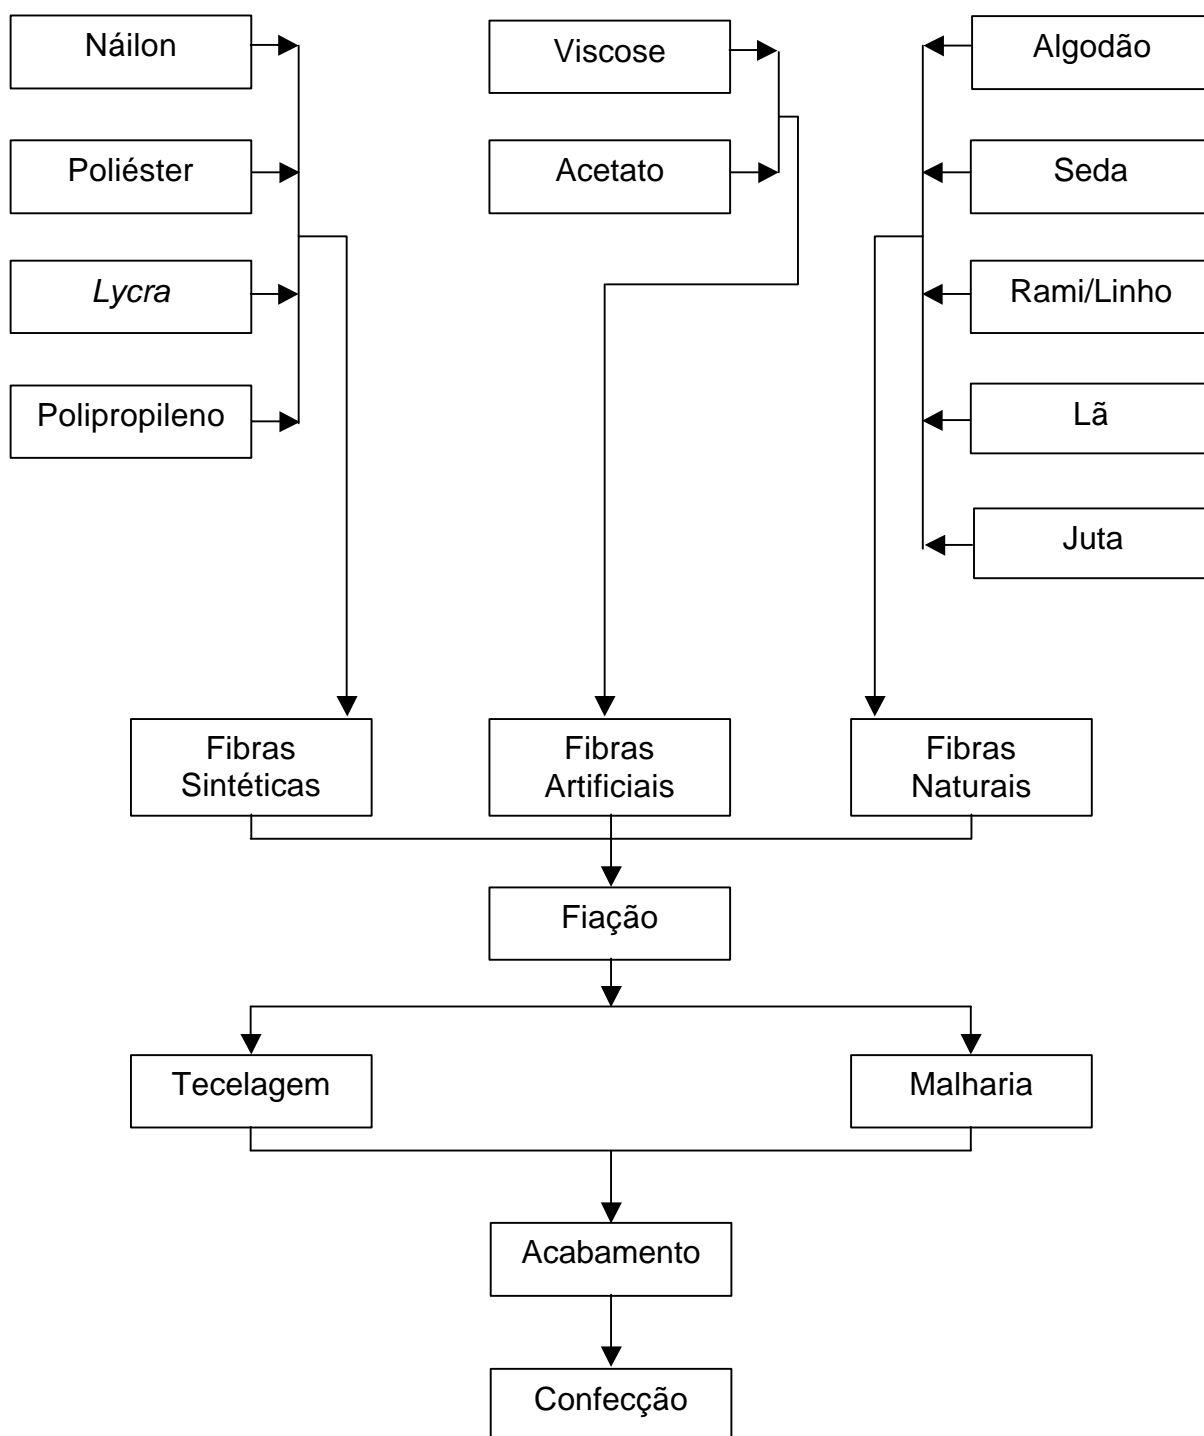 Náilon
Viscose
Algodão
Poliéster
Acetato
Seda
Lycra
Rami/Linho
Polipropileno
Lã
Juta
Fibras
Sintéticas
Fibras
Artificiais
Fibras
Naturais
Fiação
Tecelagem
Malharia
Acabamento
Confecção